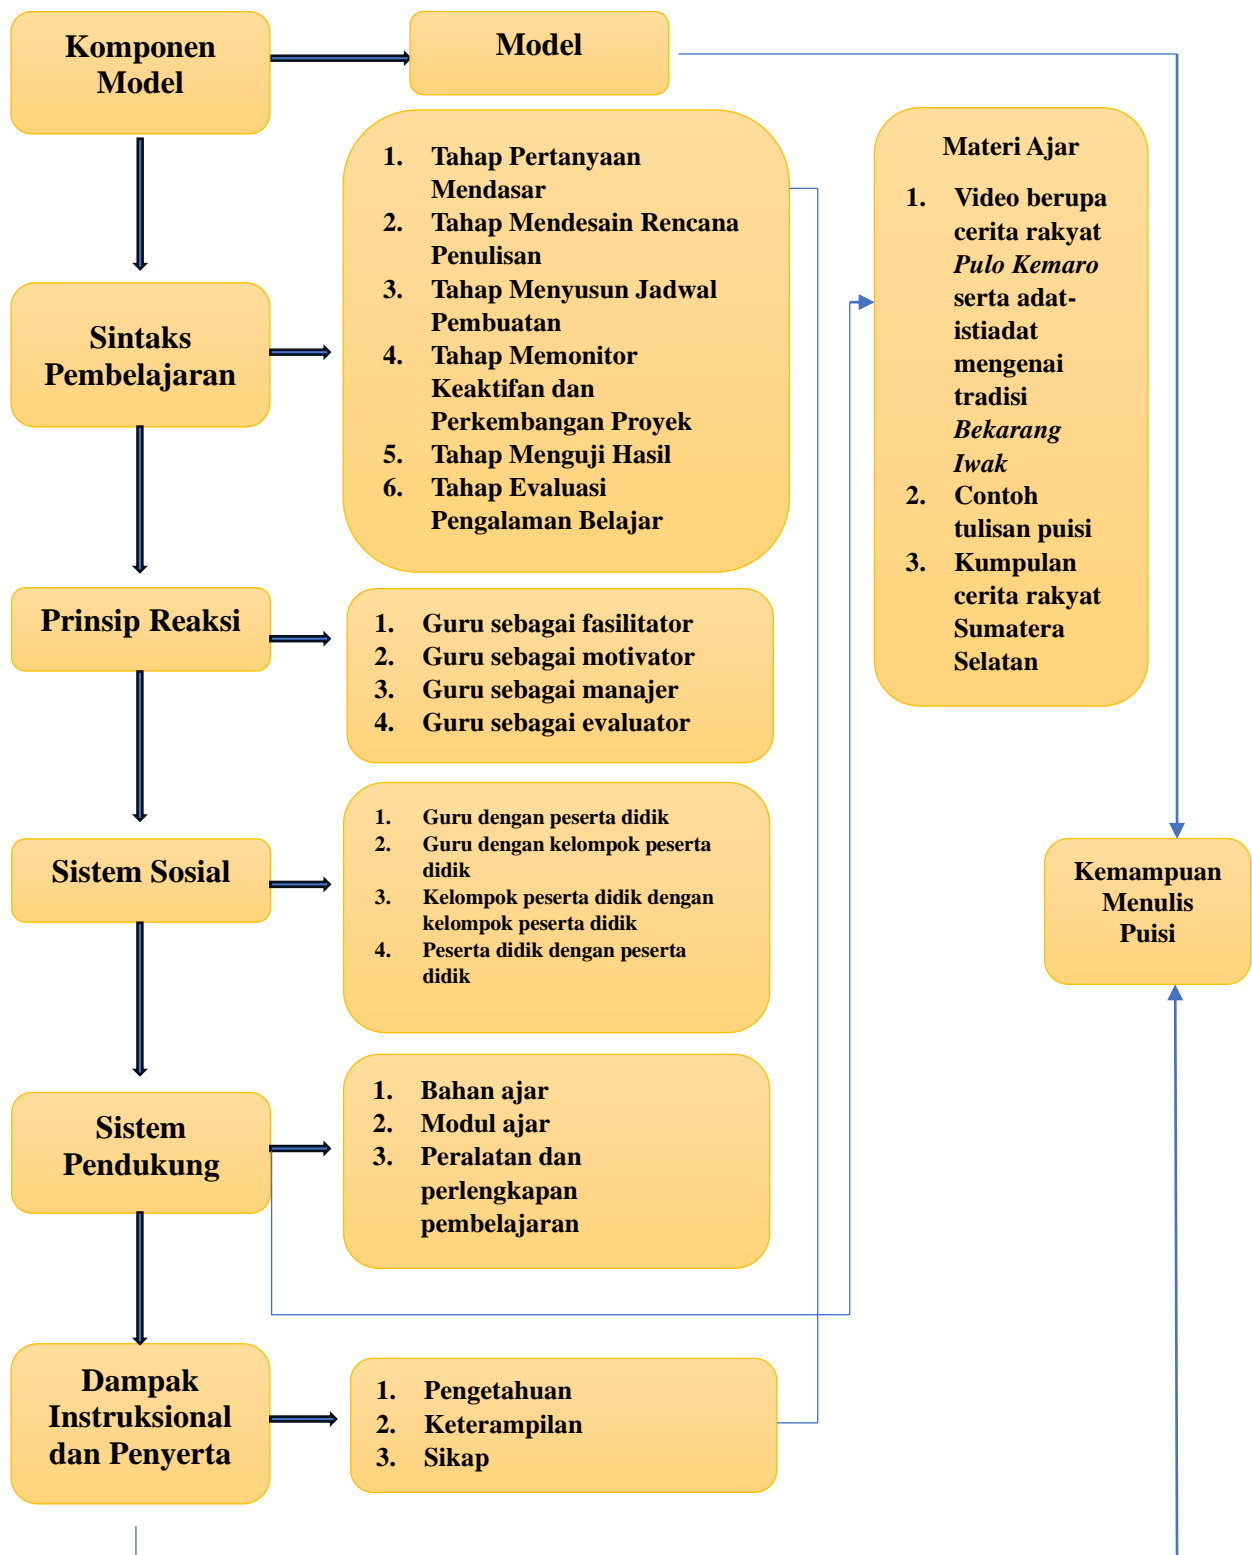 Komponen
Model
Model
1. Tahap Pertanyaan
Mendasar
2. Tahap Mendesain Rencana
Penulisan
3. Tahap Menyusun Jadwal
Pembuatan
4. Tahap Memonitor
Keaktifan dan
Perkembangan Proyek
5. Tahap Menguji Hasil
6. Tahap Evaluasi
Pengalaman Belajar
Materi Ajar
1. Video berupa
cerita rakyat
Pulo Kemaro
serta adat-
istiadat
mengenai
tradisi
Bekarang
Iwak
2. Contoh
tulisan puisi
3. Kumpulan
cerita rakyat
Sumatera
Selatan
Sintaks
Pembelajaran
Prinsip Reaksi
1. Guru sebagai fasilitator
2. Guru sebagai motivator
3. Guru sebagai manajer
4. Guru sebagai evaluator
Sistem Sosial
1. Guru dengan peserta didik
2. Guru dengan kelompok peserta
didik
3. Kelompok peserta didik dengan
kelompok peserta didik
4. Peserta didik dengan peserta
didik
Kemampuan
Menulis
Puisi
Sistem
Pendukung
1. Bahan ajar
2. Modul ajar
3. Peralatan dan
perlengkapan
pembelajaran
Dampak
Instruksional
dan Penyerta
1. Pengetahuan
2. Keterampilan
3. Sikap